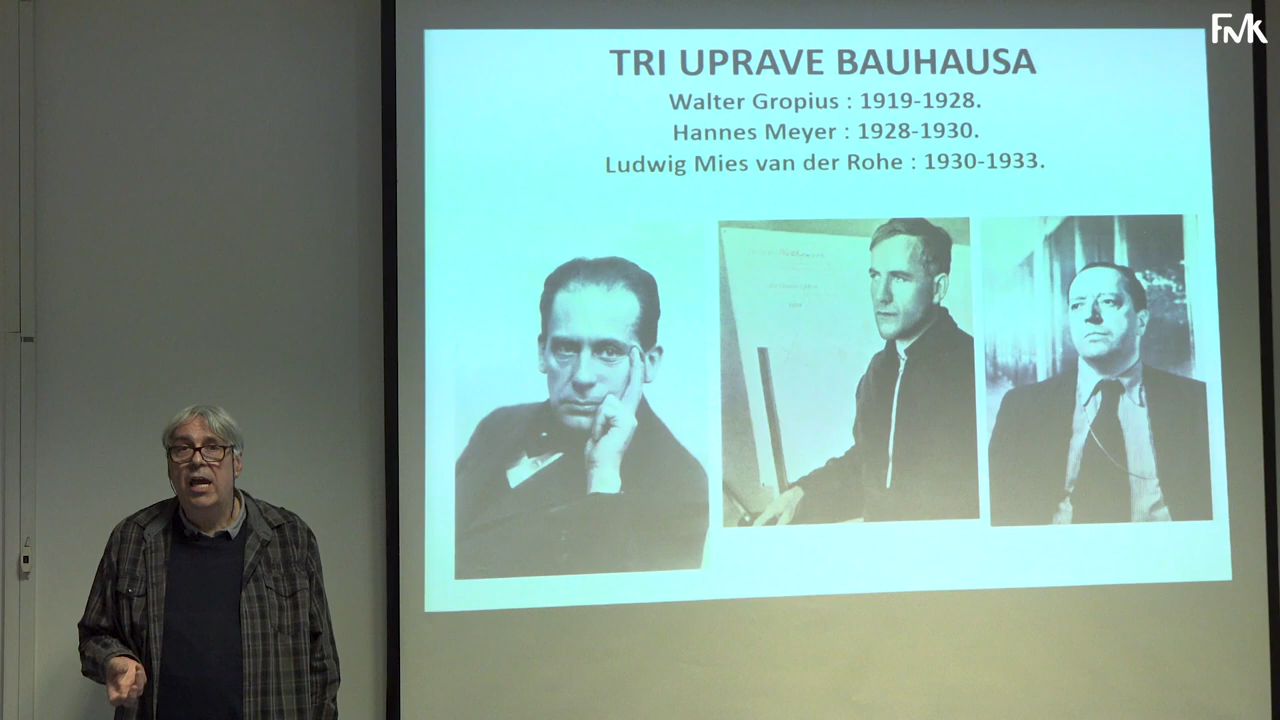 FMK
TRI UPRAVE BAUHAUSA
Walter Gropius : 1919-1928.
Hannes Meyer : 1928-1930.
Ludwig Mies van der Rohe : 1930-1933.